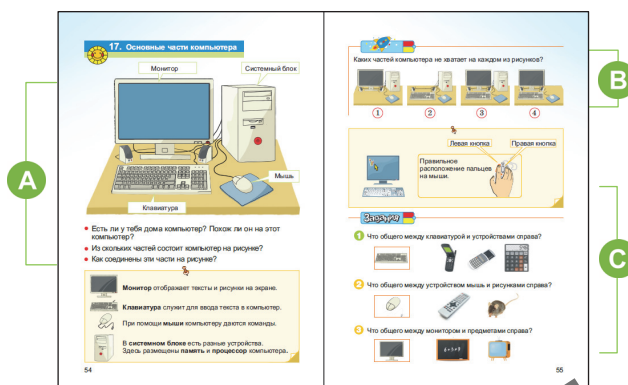 17. Основные части компьютера
Монитор
Системный блок
Мышь
Клавиатура
• Есть ли у тебя дома компьютер? Похож ли он на этот
компьютер?
• Из скольких частей состоит компьютер на рисунке?
• Как соединены эти части на рисунке?
Монитор отображает тексты и рисунки на экране.
Клавиатура служит для ввода текста в компьютер.
При помощи мыши компьютеру даются команды.
В системном блоке есть разные устройства.
Здесь размещены память и процессор компьютера.
54
A
Каких частей компьютера не хватает на каждом из рисунков?
1 2 3 4
B
Левая кнопка
Правая кнопка
Правильное
расположение пальцев
на мыши.
Задачи
1 Что общего между клавиатурой и устройствами справа?
2 Что общего между устройством мышь и рисунками справа?
3 Что общего между монитором и предметами справа?
C
55